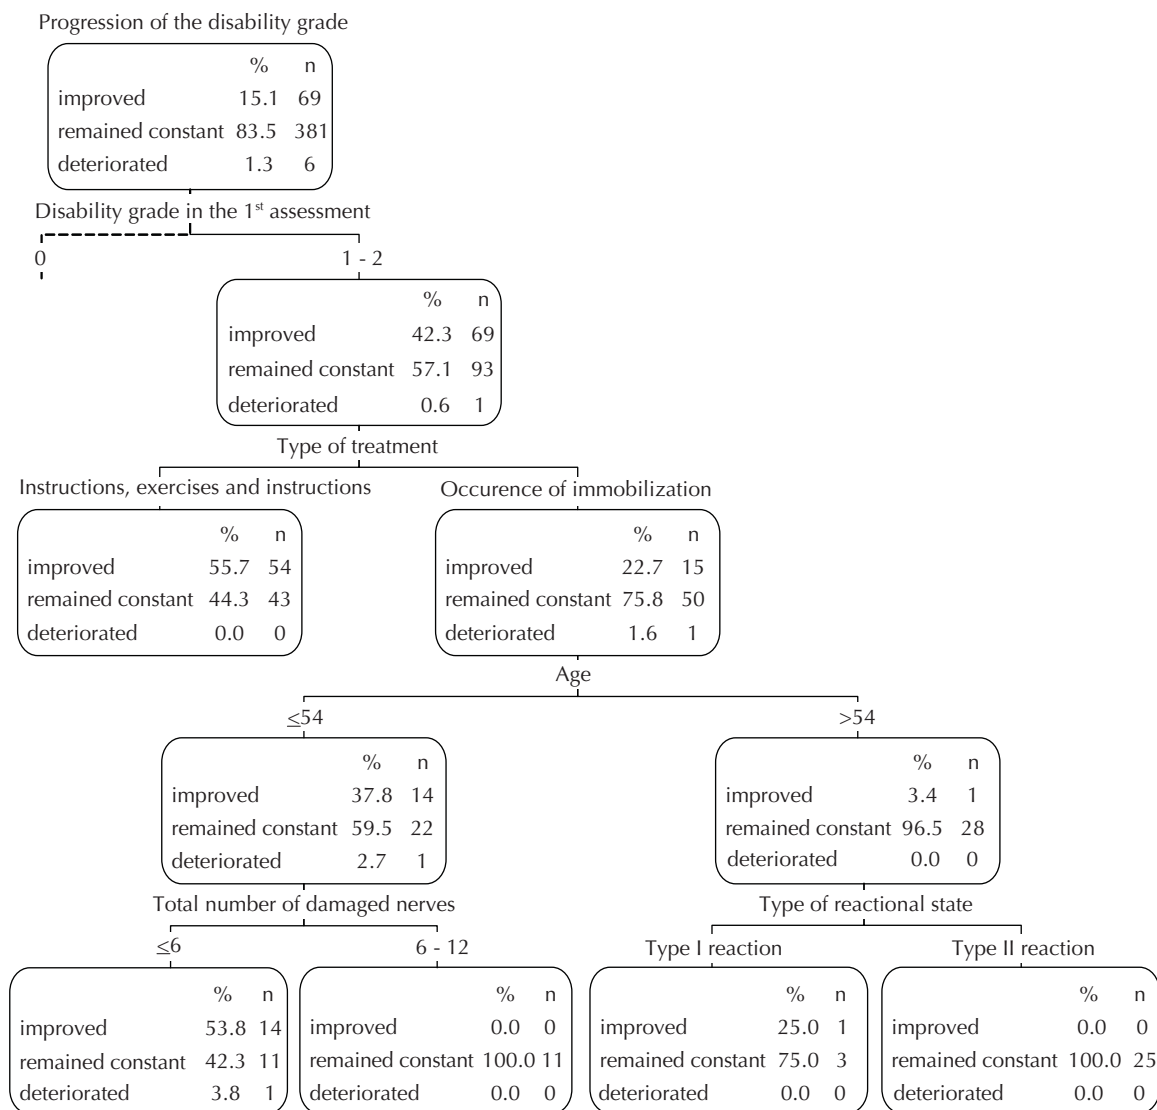 Progression of the disability grade
% n
improved 15.1 69
remained constant 83.5 381
deteriorated 1.3 6
Disability grade in the 1st assessment
0 1 - 2
% n
improved 42.3 69
remained constant 57.1 93
deteriorated 0.6 1
Type of treatment
Instructions, exercises and instructions Occurence of immobilization
% n % n
improved 55.7 54 improved 22.7 15
remained constant 44.3 43 remained constant 75.8 50
deteriorated 0.0 0 deteriorated 1.6 1
Age
≤54 >54
% n % n
improved 37.8 14 improved 3.4 1
remained constant 59.5 22 remained constant 96.5 28
deteriorated 2.7 1 deteriorated 0.0 0
Total number of damaged nerves Type of reactional state
≤6 6 - 12 Type I reaction Type II reaction
% n % n % n % n
improved 53.8 14 improved 0.0 0 improved 25.0 1 improved 0.0 0
remained constant 42.3 11 remained constant 100.0 11 remained constant 75.0 3 remained constant 100.0 25
deteriorated 3.8 1 deteriorated 0.0 0 deteriorated 0.0 0 deteriorated 0.0 0